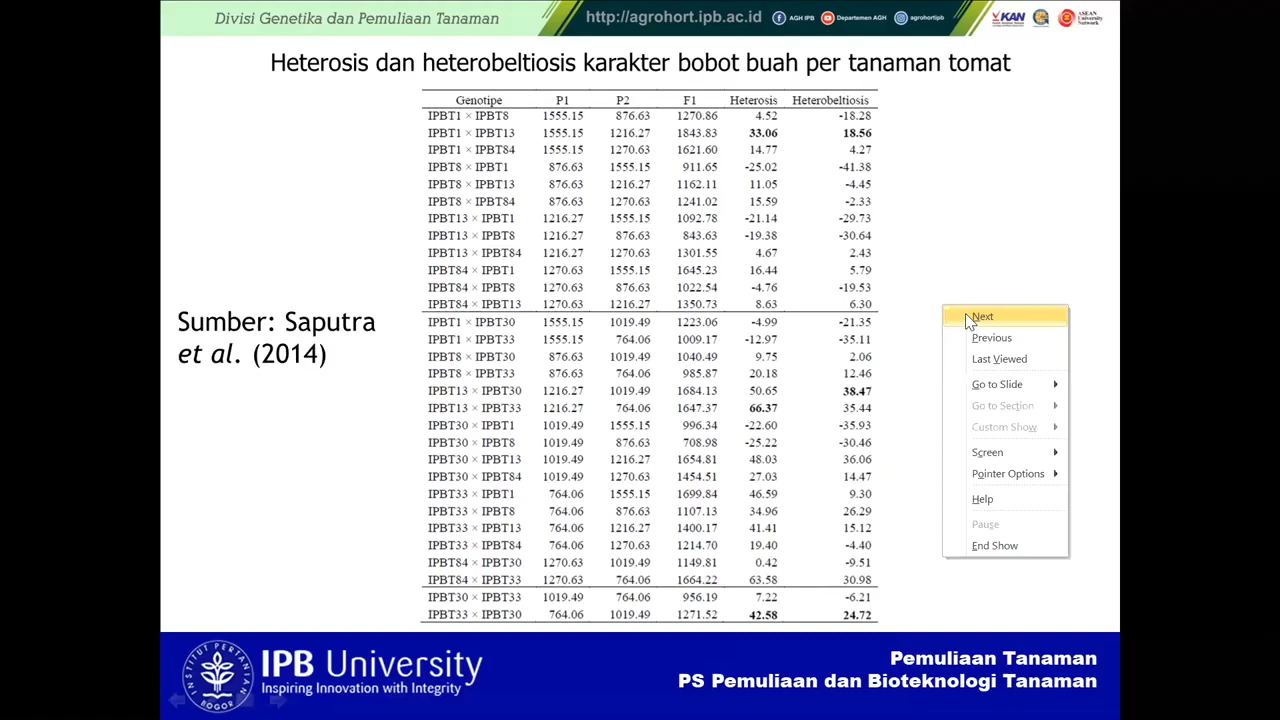 Divisi Genetika dan Pemuliaan Tanaman
http://agrohort.ipb.ac.id
AGH IPB
Departemen AGH
agrohortipb
KAN
ASEAN University Network
Heterosis dan heterobeltiosis karakter bobot buah per tanaman tomat
Genotipe P1 P2 F1 Heterosis Heterobeltiosis
IPBT1 × IPBT8 1555.15 876.63 1270.86 4.52 -18.28
IPBT1 × IPBT13 1555.15 1216.27 1843.83 33.06 18.56
IPBT1 × IPBT84 1555.15 1270.63 1621.60 14.77 4.27
IPBT8 × IPBT1 876.63 1555.15 911.65 -25.02 -41.38
IPBT8 × IPBT13 876.63 1216.27 1162.11 11.05 -4.45
IPBT8 × IPBT84 876.63 1270.63 1241.02 15.59 -2.33
IPBT13 × IPBT1 1216.27 1555.15 1092.78 -21.14 -29.73
IPBT13 × IPBT8 1216.27 876.63 843.63 -19.38 -30.64
IPBT13 × IPBT84 1216.27 1270.63 1301.55 4.67 2.43
IPBT84 × IPBT1 1270.63 1555.15 1645.23 16.44 5.79
IPBT84 × IPBT8 1270.63 876.63 1022.54 -4.76 -19.53
IPBT84 × IPBT13 1270.63 1216.27 1350.73 8.63 6.30
IPBT1 × IPBT30 1555.15 1019.49 1223.06 -4.99 -21.35
IPBT1 × IPBT33 1555.15 764.06 1009.17 -12.97 -35.11
IPBT8 × IPBT30 876.63 1019.49 1040.49 9.75 2.06
IPBT8 × IPBT33 876.63 764.06 985.87 20.18 12.46
IPBT13 × IPBT30 1216.27 1019.49 1684.13 50.65 38.47
IPBT13 × IPBT33 1216.27 764.06 1647.37 66.37 35.44
IPBT30 × IPBT1 1019.49 1555.15 996.34 -22.60 -35.93
IPBT30 × IPBT8 1019.49 876.63 708.98 -25.22 -30.46
IPBT30 × IPBT13 1019.49 1216.27 1654.81 48.03 36.06
IPBT30 × IPBT84 1019.49 1270.63 1454.51 27.03 14.47
IPBT33 × IPBT1 764.06 1555.15 1699.84 46.59 9.30
IPBT33 × IPBT8 764.06 876.63 1107.13 34.96 26.29
IPBT33 × IPBT13 764.06 1216.27 1400.17 41.41 15.12
IPBT33 × IPBT84 764.06 1270.63 1214.70 19.40 -4.40
IPBT84 × IPBT30 1270.63 1019.49 1149.81 0.42 -9.51
IPBT84 × IPBT33 1270.63 764.06 1664.22 63.58 30.98
IPBT30 × IPBT33 1019.49 764.06 956.19 7.22 -6.21
IPBT33 × IPBT30 764.06 1019.49 1271.52 42.58 24.72
Sumber: Saputra
et al. (2014)
Next
Previous
Last Viewed
Go to Slide
Go to Section
Custom Show
Screen
Pointer Options
Help
Pause
End Show
INSTITUT PERTANIAN
BOGOR
IPB University
Inspiring Innovation with Integrity
Pemuliaan Tanaman
PS Pemuliaan dan Bioteknologi Tanaman